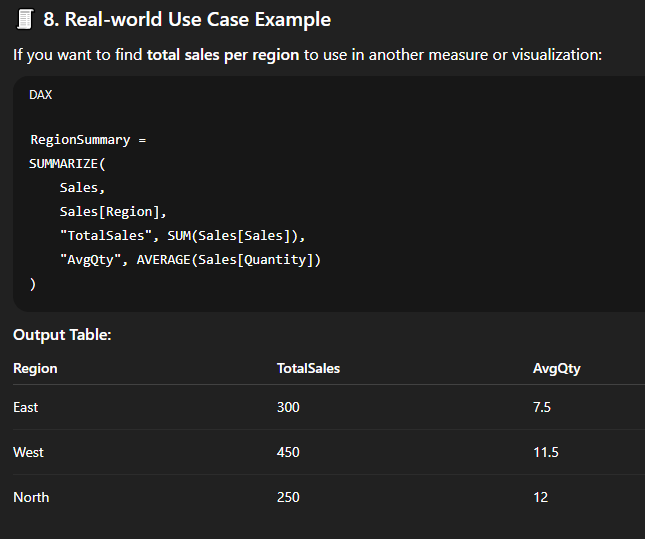 8. Real-world Use Case Example
If you want to find total sales per region to use in another measure or visualization:
DAX
RegionSummary =
SUMMARIZE(
    Sales,
    Sales[Region],
    "TotalSales", SUM(Sales[Sales]),
    "AvgQty", AVERAGE(Sales[Quantity])
)
Output Table:
Region TotalSales AvgQty
East 300 7.5
West 450 11.5
North 250 12